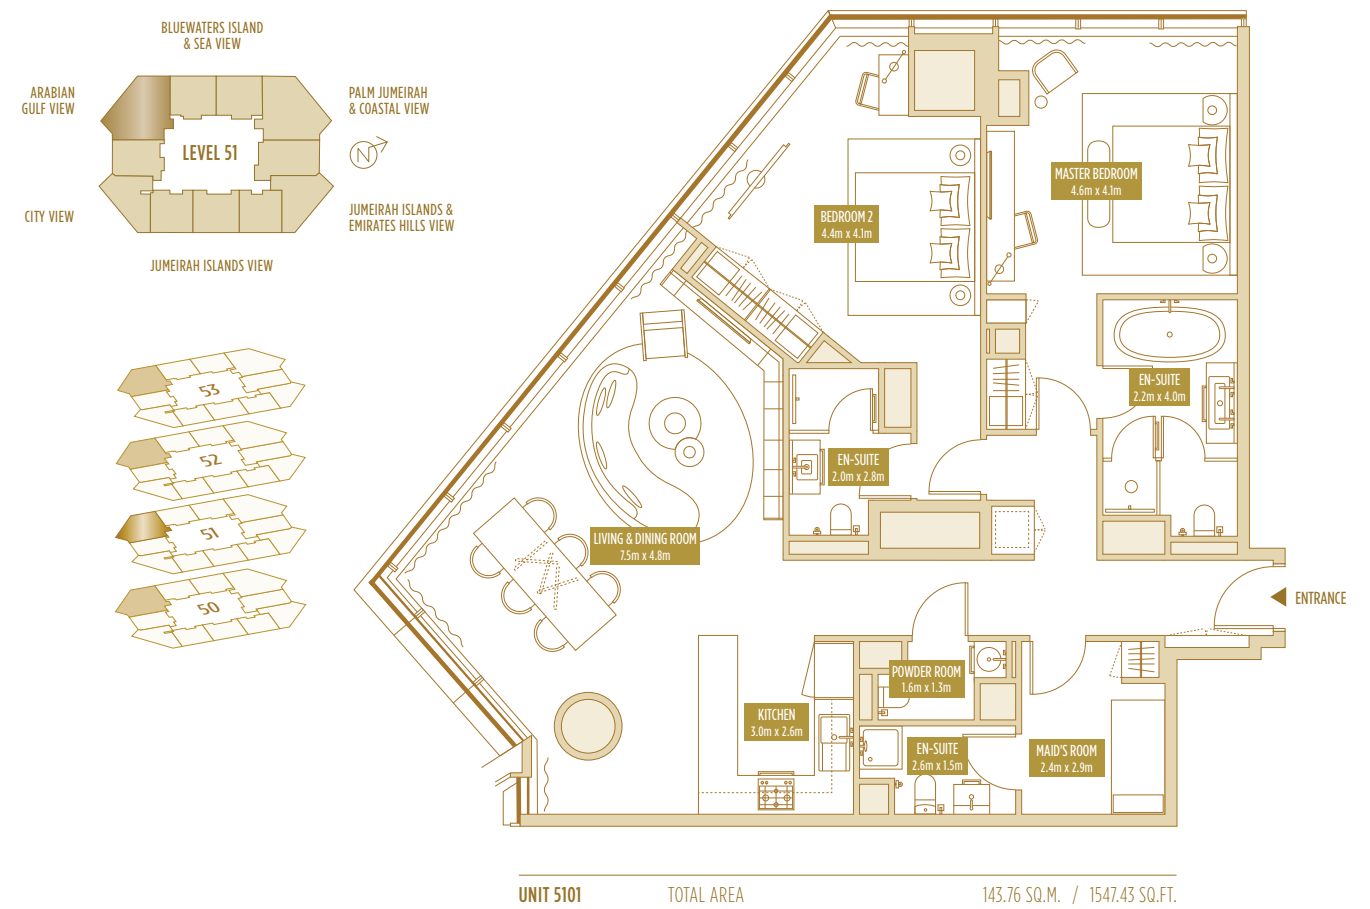 BLUEWATERS ISLAND
& SEA VIEW
ARABIAN
GULF VIEW
PALM JUMEIRAH
& COASTAL VIEW
LEVEL 51
N
CITY VIEW
JUMEIRAH ISLANDS &
EMIRATES HILLS VIEW
JUMEIRAH ISLANDS VIEW
53
52
51
50
MASTER BEDROOM
4.6m x 4.1m
BEDROOM 2
4.4m x 4.1m
EN-SUITE
2.2m x 4.0m
EN-SUITE
2.0m x 2.8m
LIVING & DINING ROOM
7.5m x 4.8m
ENTRANCE
POWDER ROOM
1.6m x 1.3m
KITCHEN
3.0m x 2.6m
EN-SUITE
2.6m x 1.5m
MAID'S ROOM
2.4m x 2.9m
UNIT 5101 TOTAL AREA 143.76 SQ.M. / 1547.43 SQ.FT.